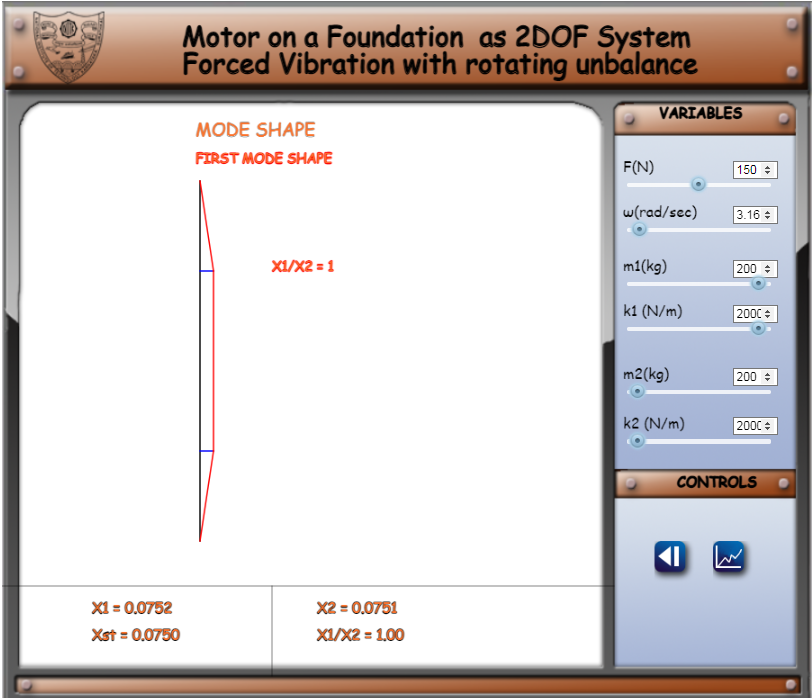 Motor on a Foundation as 2DOF System
Forced Vibration with rotating unbalance
MODE SHAPE
FIRST MODE SHAPE
X1/X2 = 1
X1 = 0.0752
Xst = 0.0750
X2 = 0.0751
X1/X2 = 1.00
VARIABLES
F(N) 150
ω(rad/sec) 3.16
m1(kg) 200
k1 (N/m) 2000
m2(kg) 200
k2 (N/m) 2000
CONTROLS